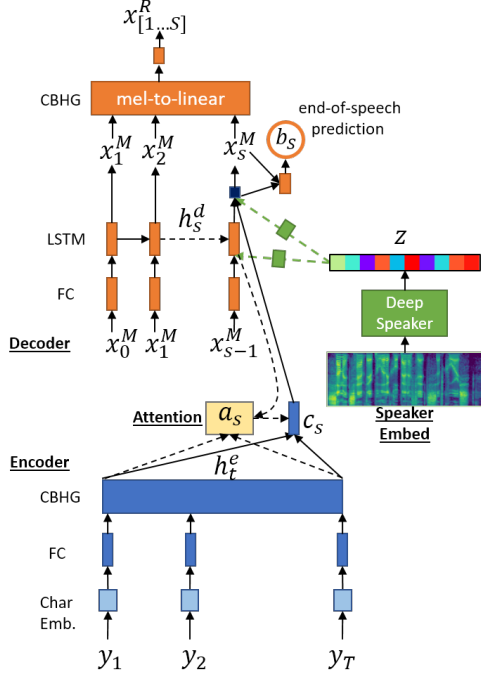 x^R_{[1...S]}
CBHG
mel-to-linear
end-of-speech
prediction
x^M_1
x^M_2
x^M_s
b_s
LSTM
h^d_s
z
FC
Deep
Speaker
Decoder
x^M_0
x^M_1
x^M_{s-1}
Attention
a_s
c_s
Speaker
Embed
Encoder
h^e_t
CBHG
FC
Char
Emb.
y_1
y_2
y_T